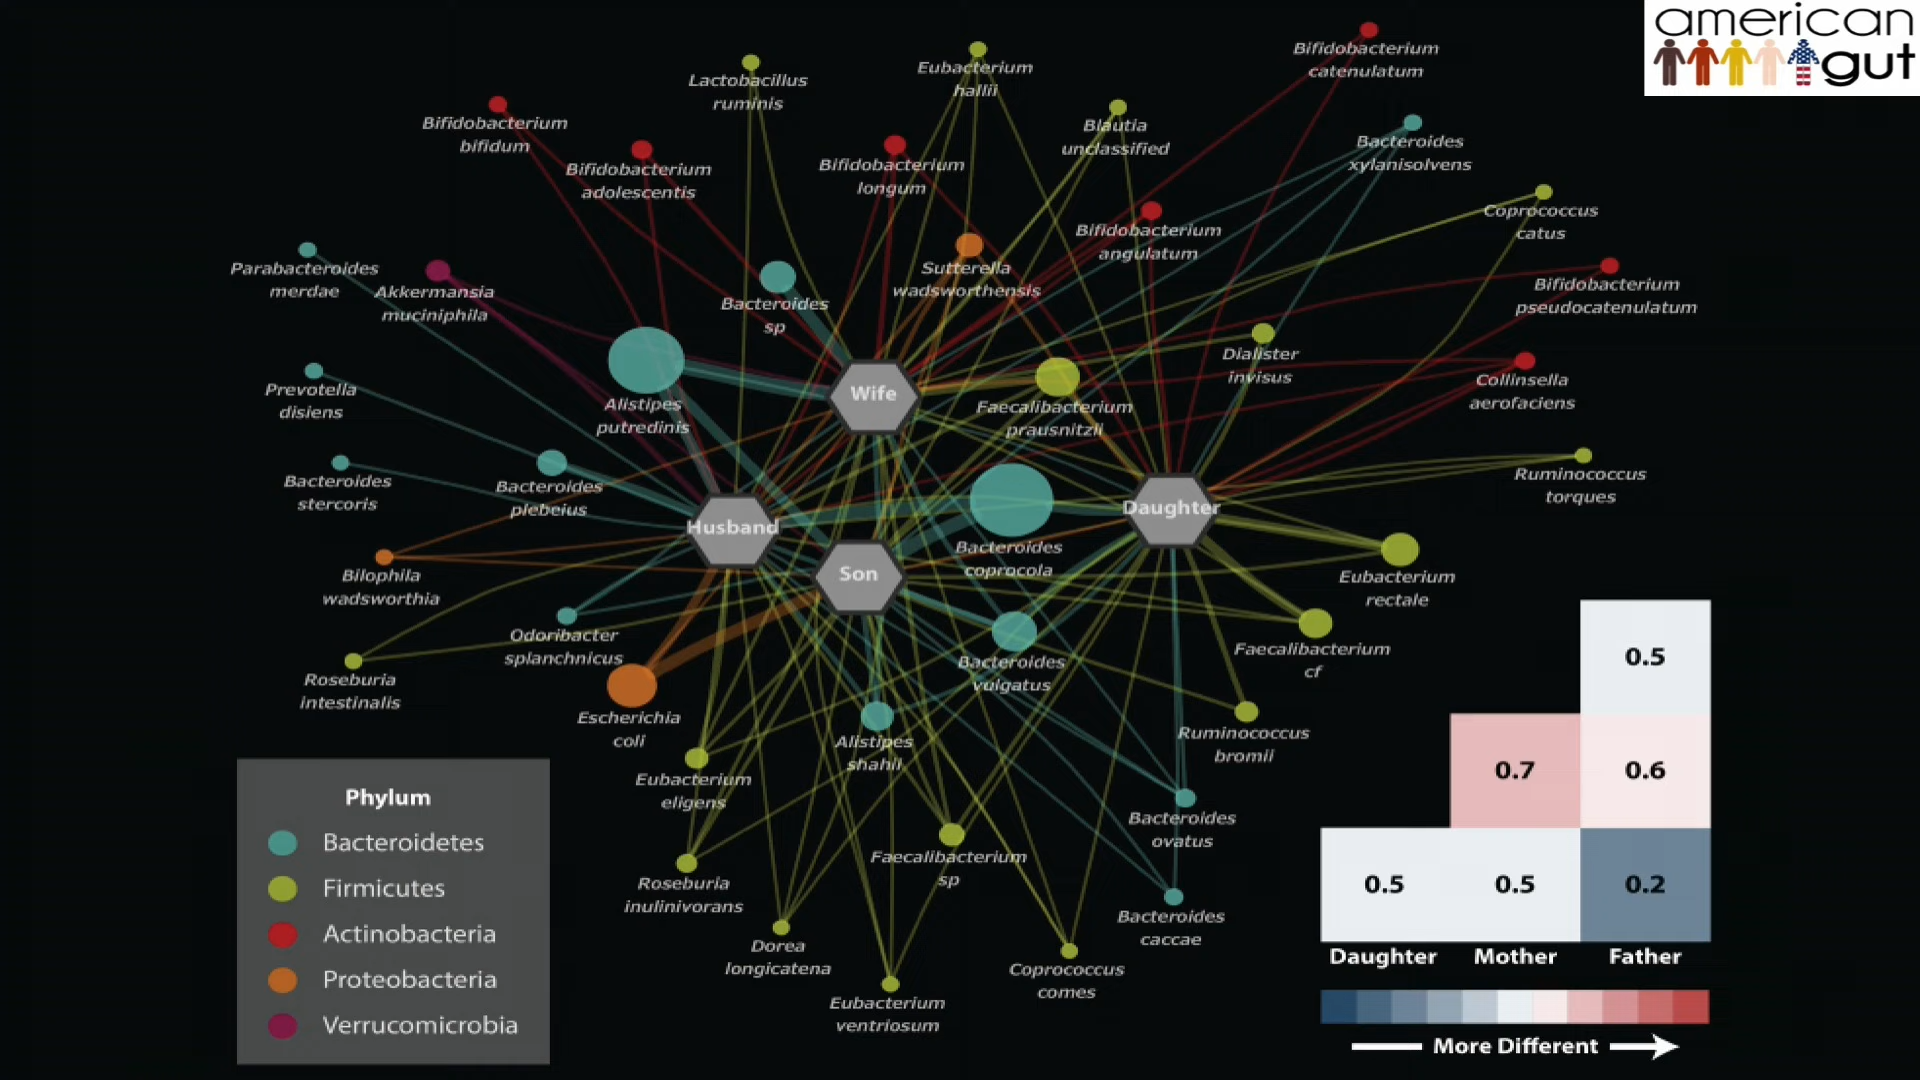 american
gut
Bifidobacterium
catenulatum
Eubacterium
hallii
Lactobacillus
ruminis
Bifidobacterium
bifidum
Blautia
unclassified
Bacteroides
xylanisolvens
Bifidobacterium
adolescentis
Bifidobacterium
longum
Coprococcus
catus
Bifidobacterium
angulatum
Parabacteroides
merdae
Akkermansia
muciniphila
Sutterella
wadsworthensis
Bifidobacterium
pseudocatenulatum
Bacteroides
sp
Dialister
invisus
Prevotella
disiens
Alistipes
putredinis
Wife
Faecalibacterium
prausnitzii
Collinsella
aerofaciens
Bacteroides
stercoris
Bacteroides
plebeius
Ruminococcus
torques
Husband
Daughter
Son
Bacteroides
coprocola
Bilophila
wadsworthia
Eubacterium
rectale
Odoribacter
splanchnicus
Faecalibacterium
cf
Bacteroides
vulgatus
Roseburia
intestinalis
Escherichia
coli
Alistipes
shahii
Ruminococcus
bromii
Eubacterium
eligens
Bacteroides
ovatus
Faecalibacterium
sp
Roseburia
inulinivorans
Bacteroides
caccae
Dorea
longicatena
Coprococcus
comes
Eubacterium
ventriosum
Phylum
Bacteroidetes
Firmicutes
Actinobacteria
Proteobacteria
Verrucomicrobia
0.5
0.7 0.6
0.5 0.5 0.2
Daughter Mother Father
More Different